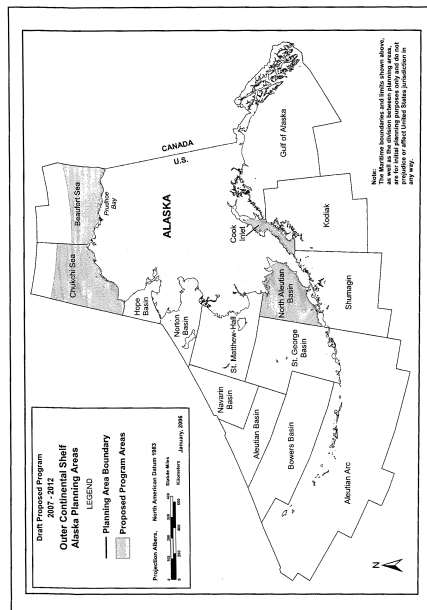 Draft Proposed Program
2007 - 2012
Outer Continental Shelf
Alaska Planning Areas
LEGEND
Planning Area Boundary
Proposed Program Areas
Projection Albers. North American Datum 1983
Statute Miles
Kilometers
January, 2006
Chukchi Sea
Beaufort Sea
Prudhoe
Bay
Hope
Basin
CANADA
U.S.
ALASKA
Norton
Basin
Navarin
Basin
St. Matthew-Hall
Cook
Inlet
Gulf of Alaska
Aleutian Basin
North Aleutian
Basin
St. George
Basin
Kodiak
Bowers Basin
Shumagin
Aleutian Arc
N
Note:
The Maritime boundaries and limits shown above,
as well as the division between planning areas,
are for initial planning purposes only and do not
prejudice or affect United States jurisdiction in
any way.